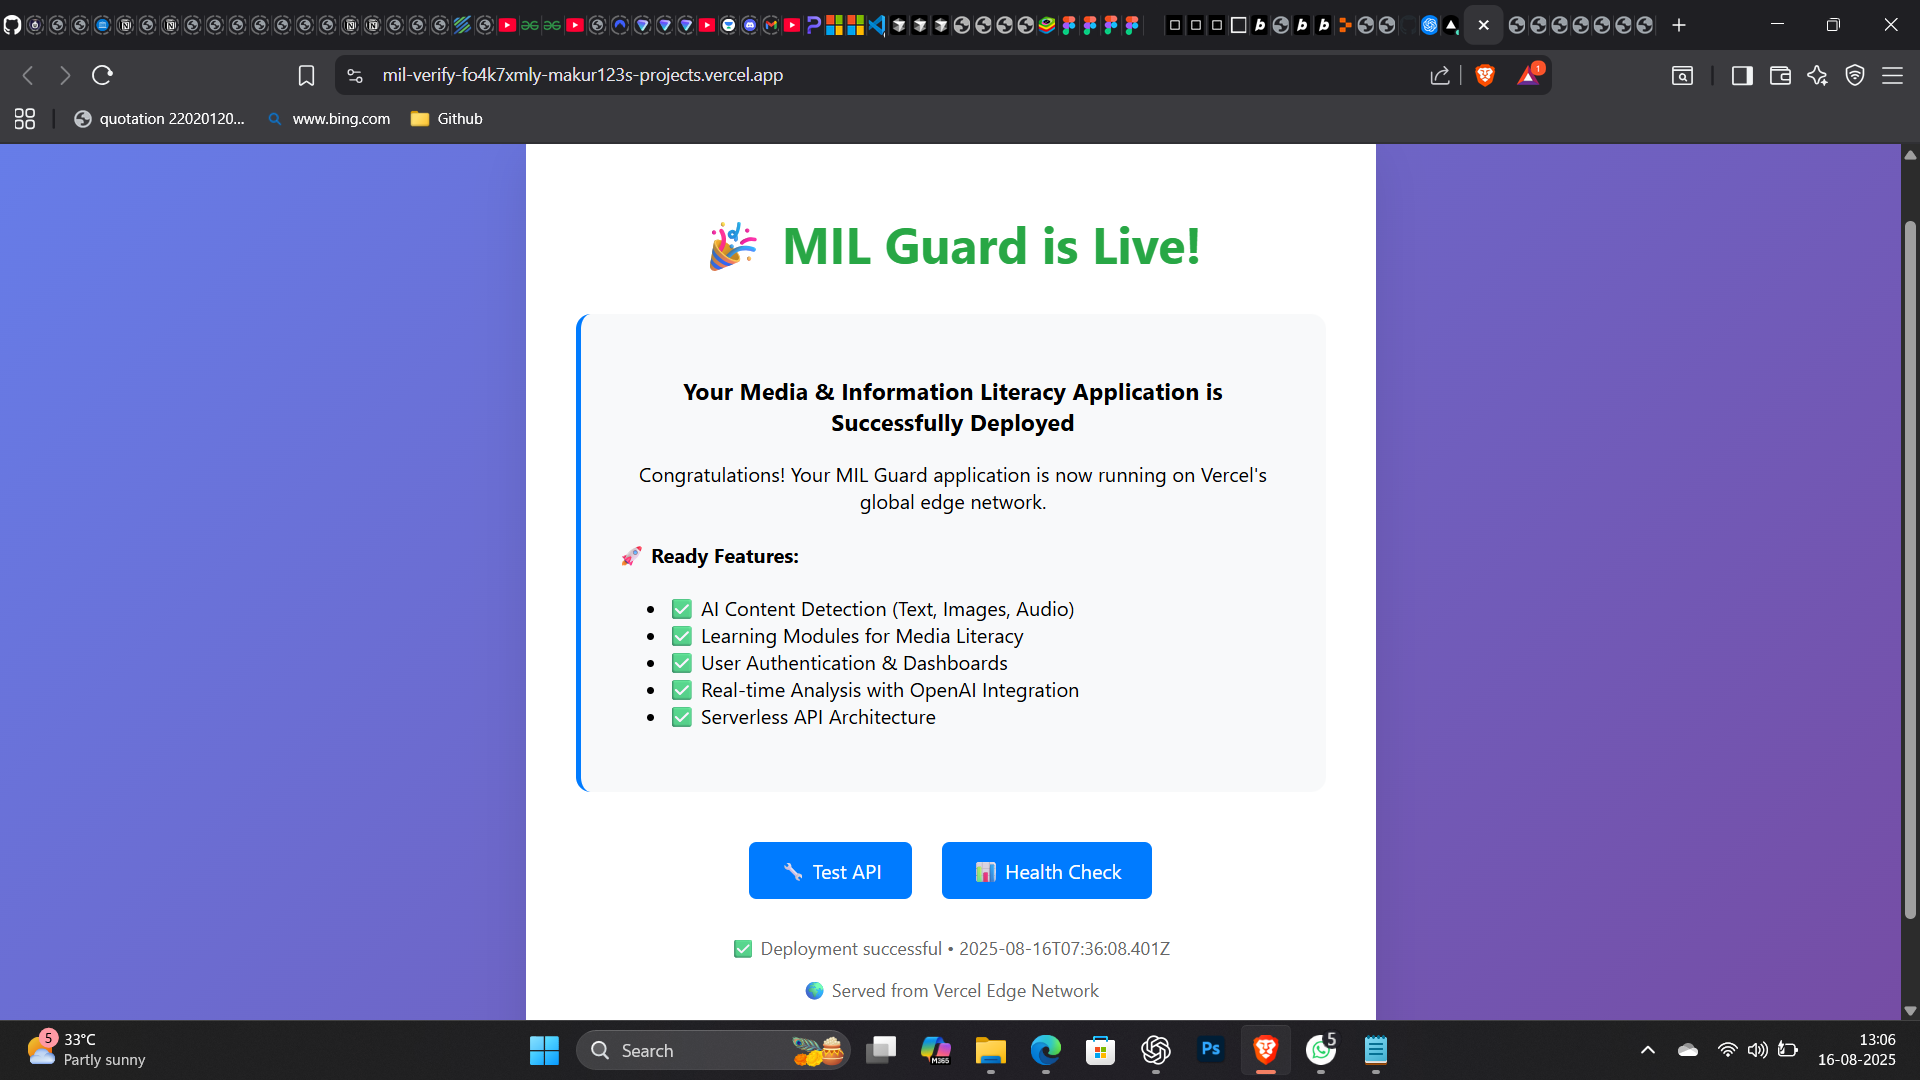 mil-verify-fo4k7xmly-makur123s-projects.vercel.app
1
quotation 22020120...
www.bing.com
Github
MIL Guard is Live!
Your Media & Information Literacy Application is
Successfully Deployed
Congratulations! Your MIL Guard application is now running on Vercel's
global edge network.
Ready Features:
AI Content Detection (Text, Images, Audio)
Learning Modules for Media Literacy
User Authentication & Dashboards
Real-time Analysis with OpenAI Integration
Serverless API Architecture
Test API
Health Check
Deployment successful • 2025-08-16T07:36:08.401Z
Served from Vercel Edge Network
5
33°C
Partly sunny
Search
M365
Ps
5
13:06
16-08-2025